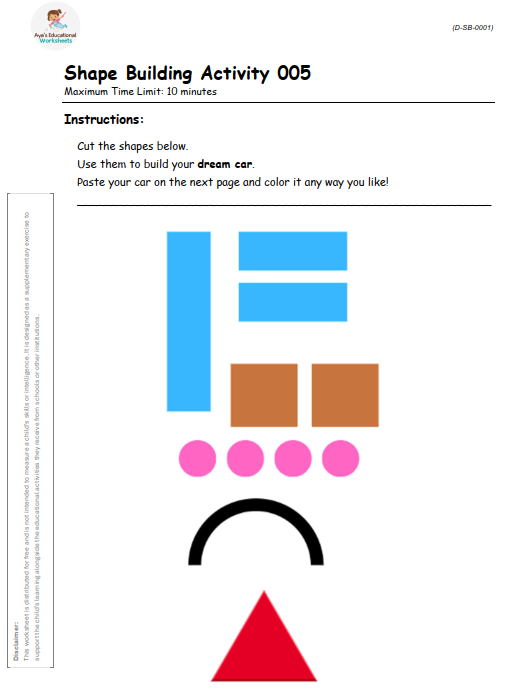 Aya's Educational
Worksheets
(D-SB-0001)
Shape Building Activity 005
Maximum Time Limit: 10 minutes
Instructions:
Cut the shapes below.
Use them to build your dream car.
Paste your car on the next page and color it any way you like!
Disclaimer:
This worksheet is distributed for free and is not intended to measure a child's skills or intelligence. It is designed as a supplementary exercise to
support the child's learning alongside the educational activities they receive from schools or other institutions.